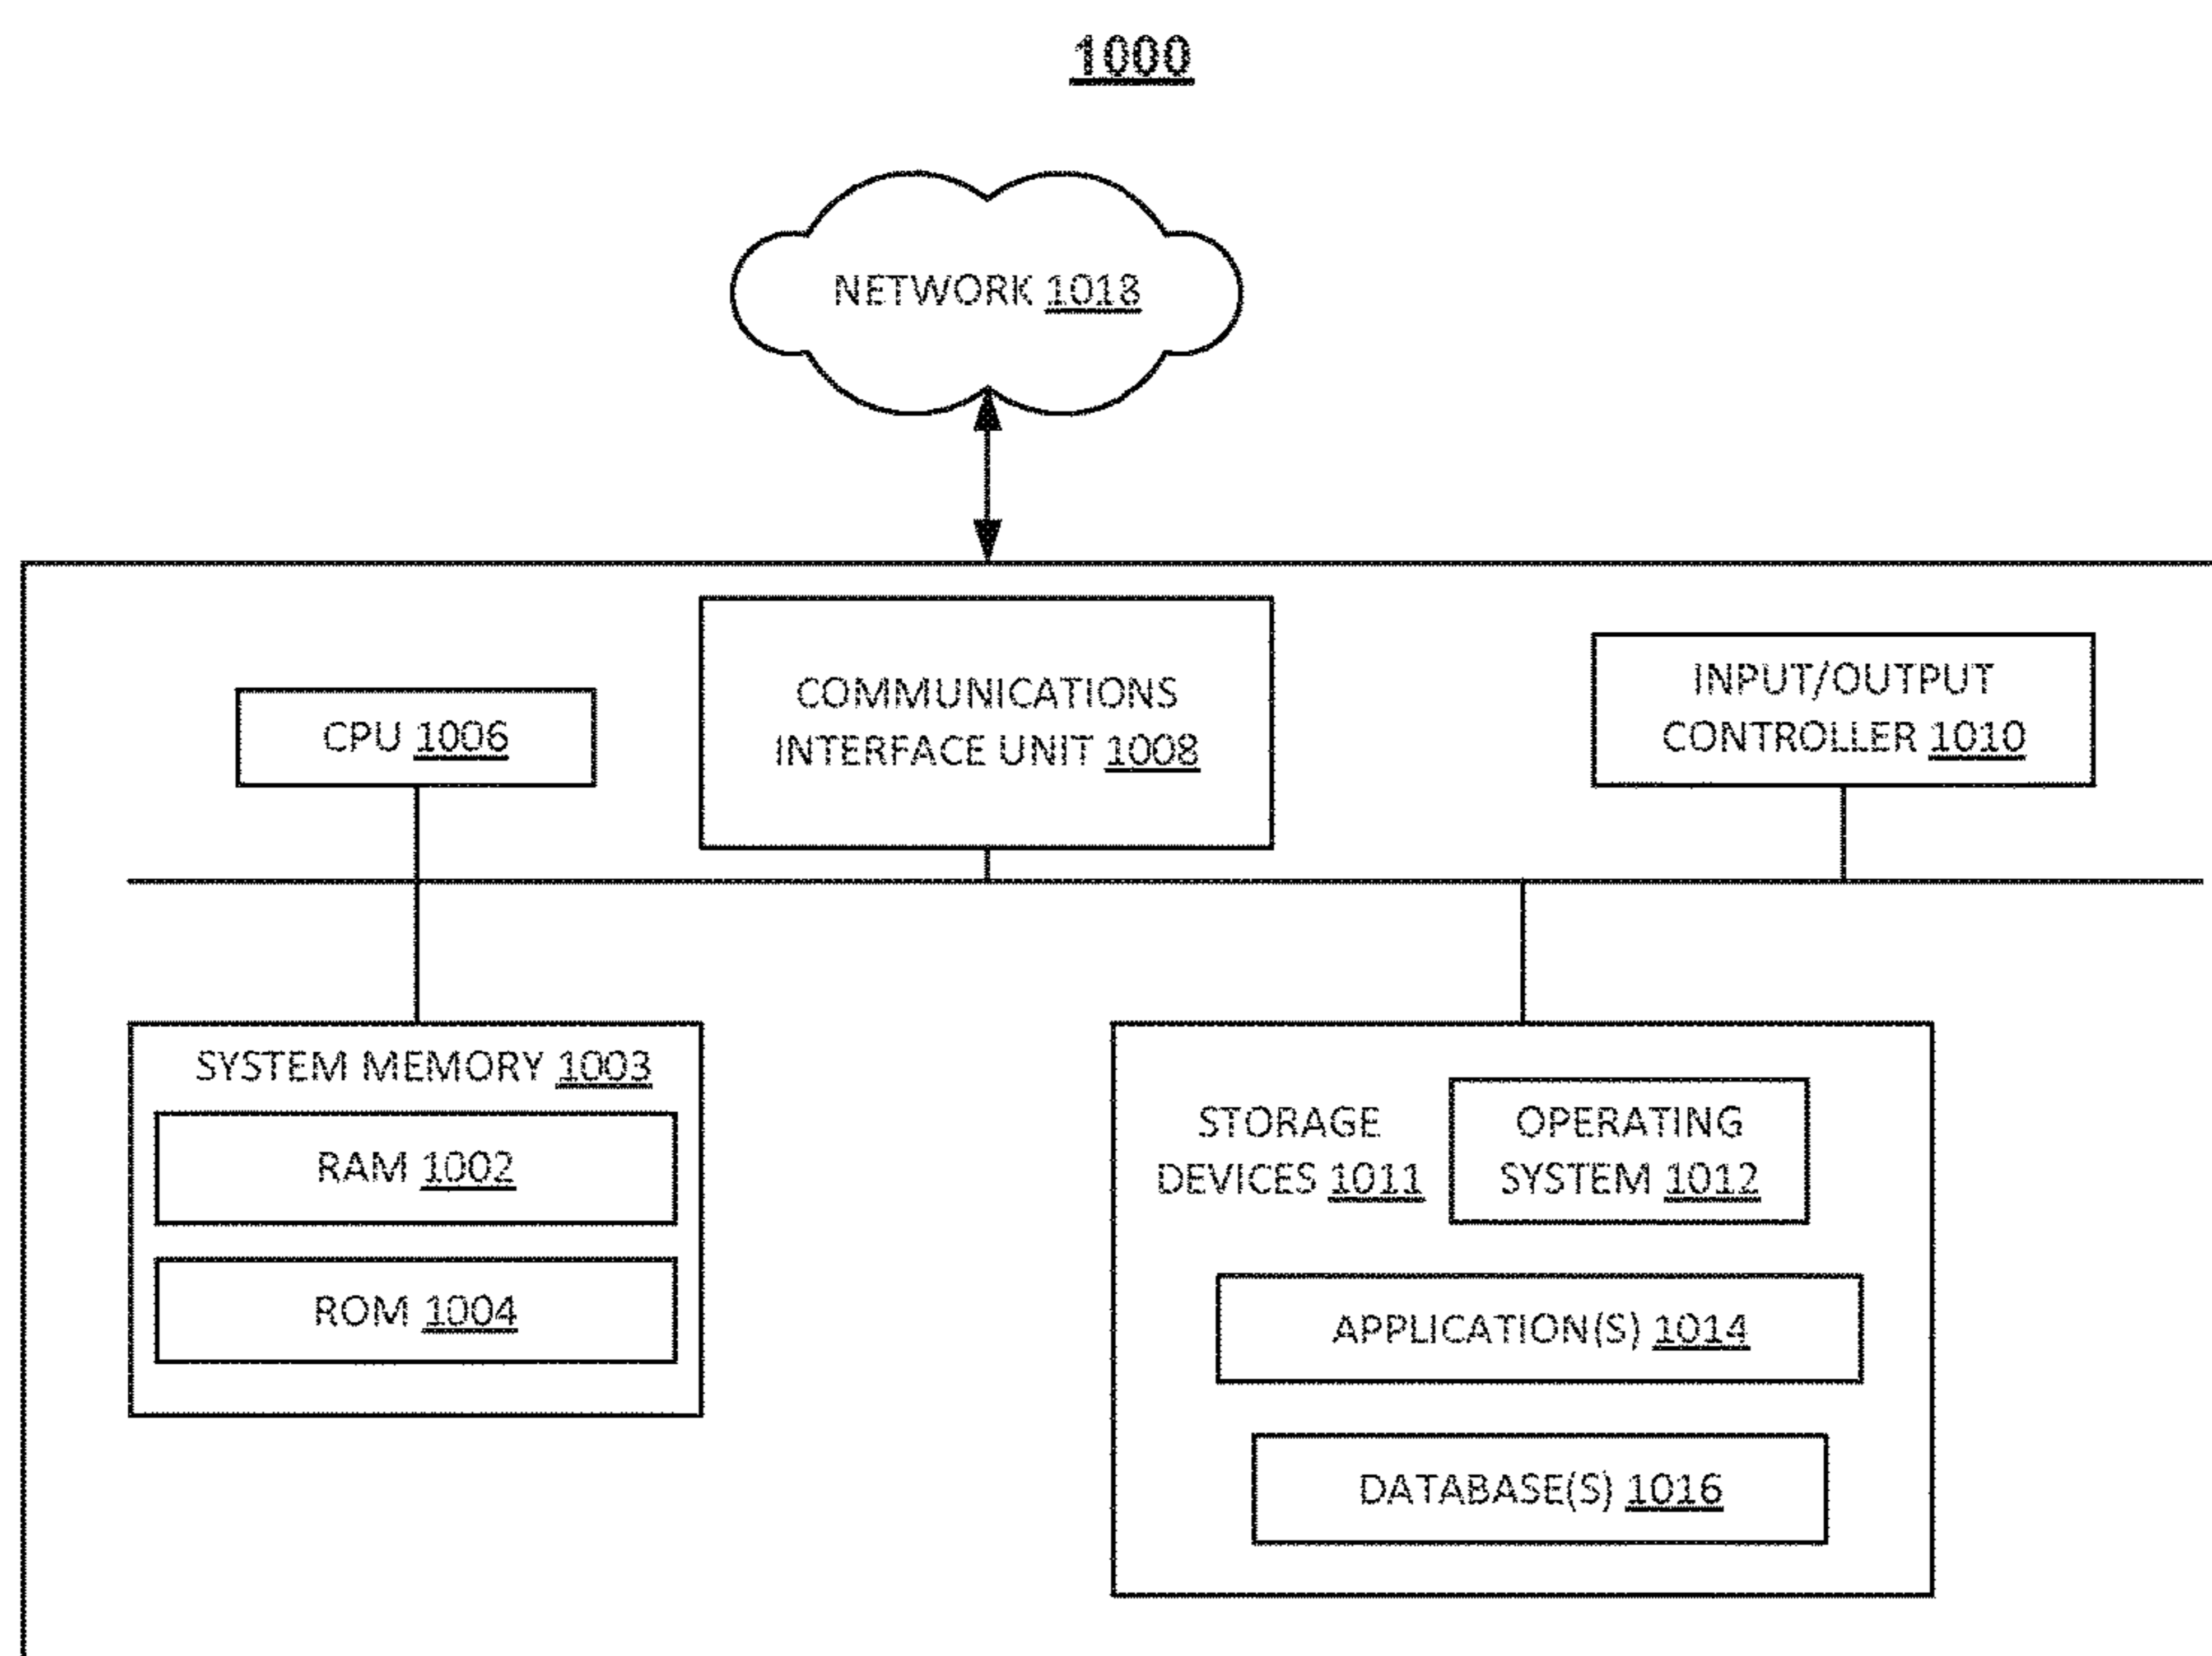 1000
NETWORK 1018
COMMUNICATIONS
INTERFACE UNIT 1008
INPUT/OUTPUT
CONTROLLER 1010
CPU 1006
SYSTEM MEMORY 1003
RAM 1002
ROM 1004
STORAGE
DEVICES 1011
OPERATING
SYSTEM 1012
APPLICATION(S) 1014
DATABASE(S) 1016